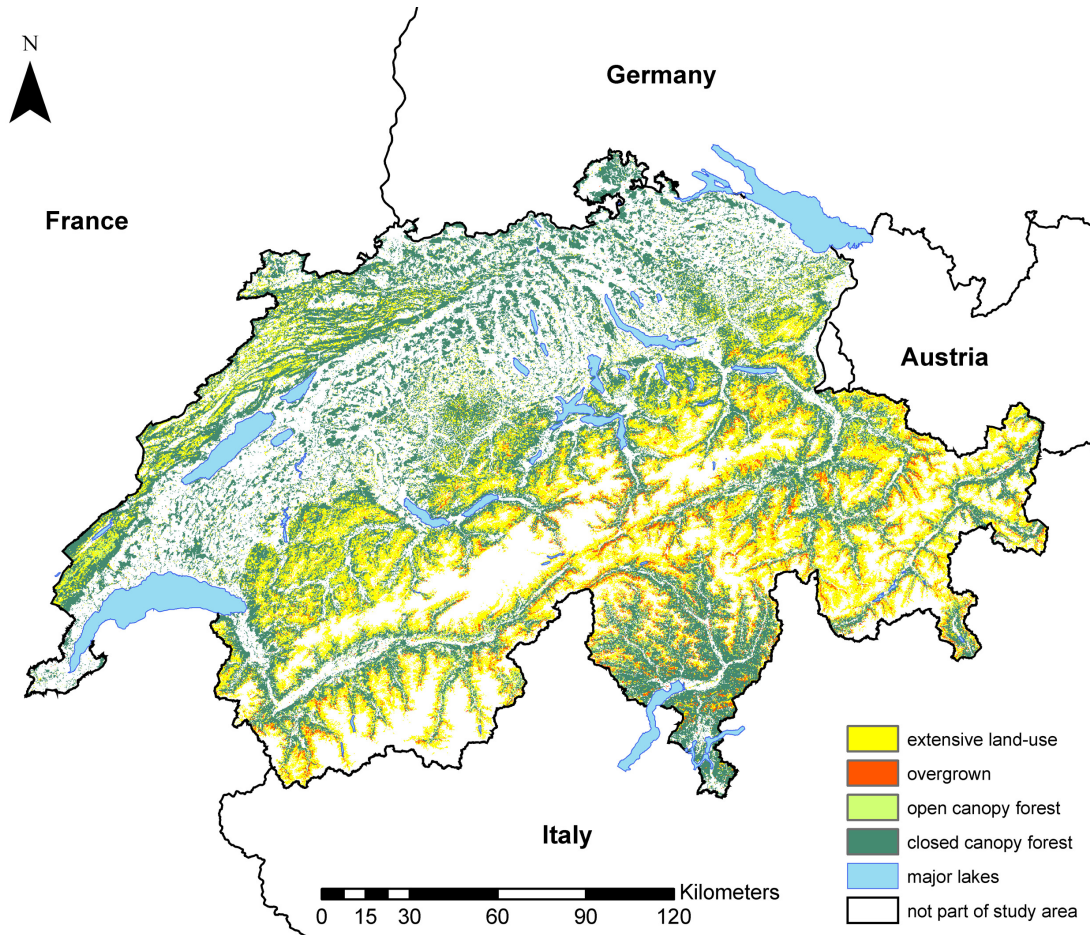 N
Germany
France
Austria
Italy
extensive land-use
overgrown
open canopy forest
closed canopy forest
major lakes
not part of study area
Kilometers
0 15 30 60 90 120